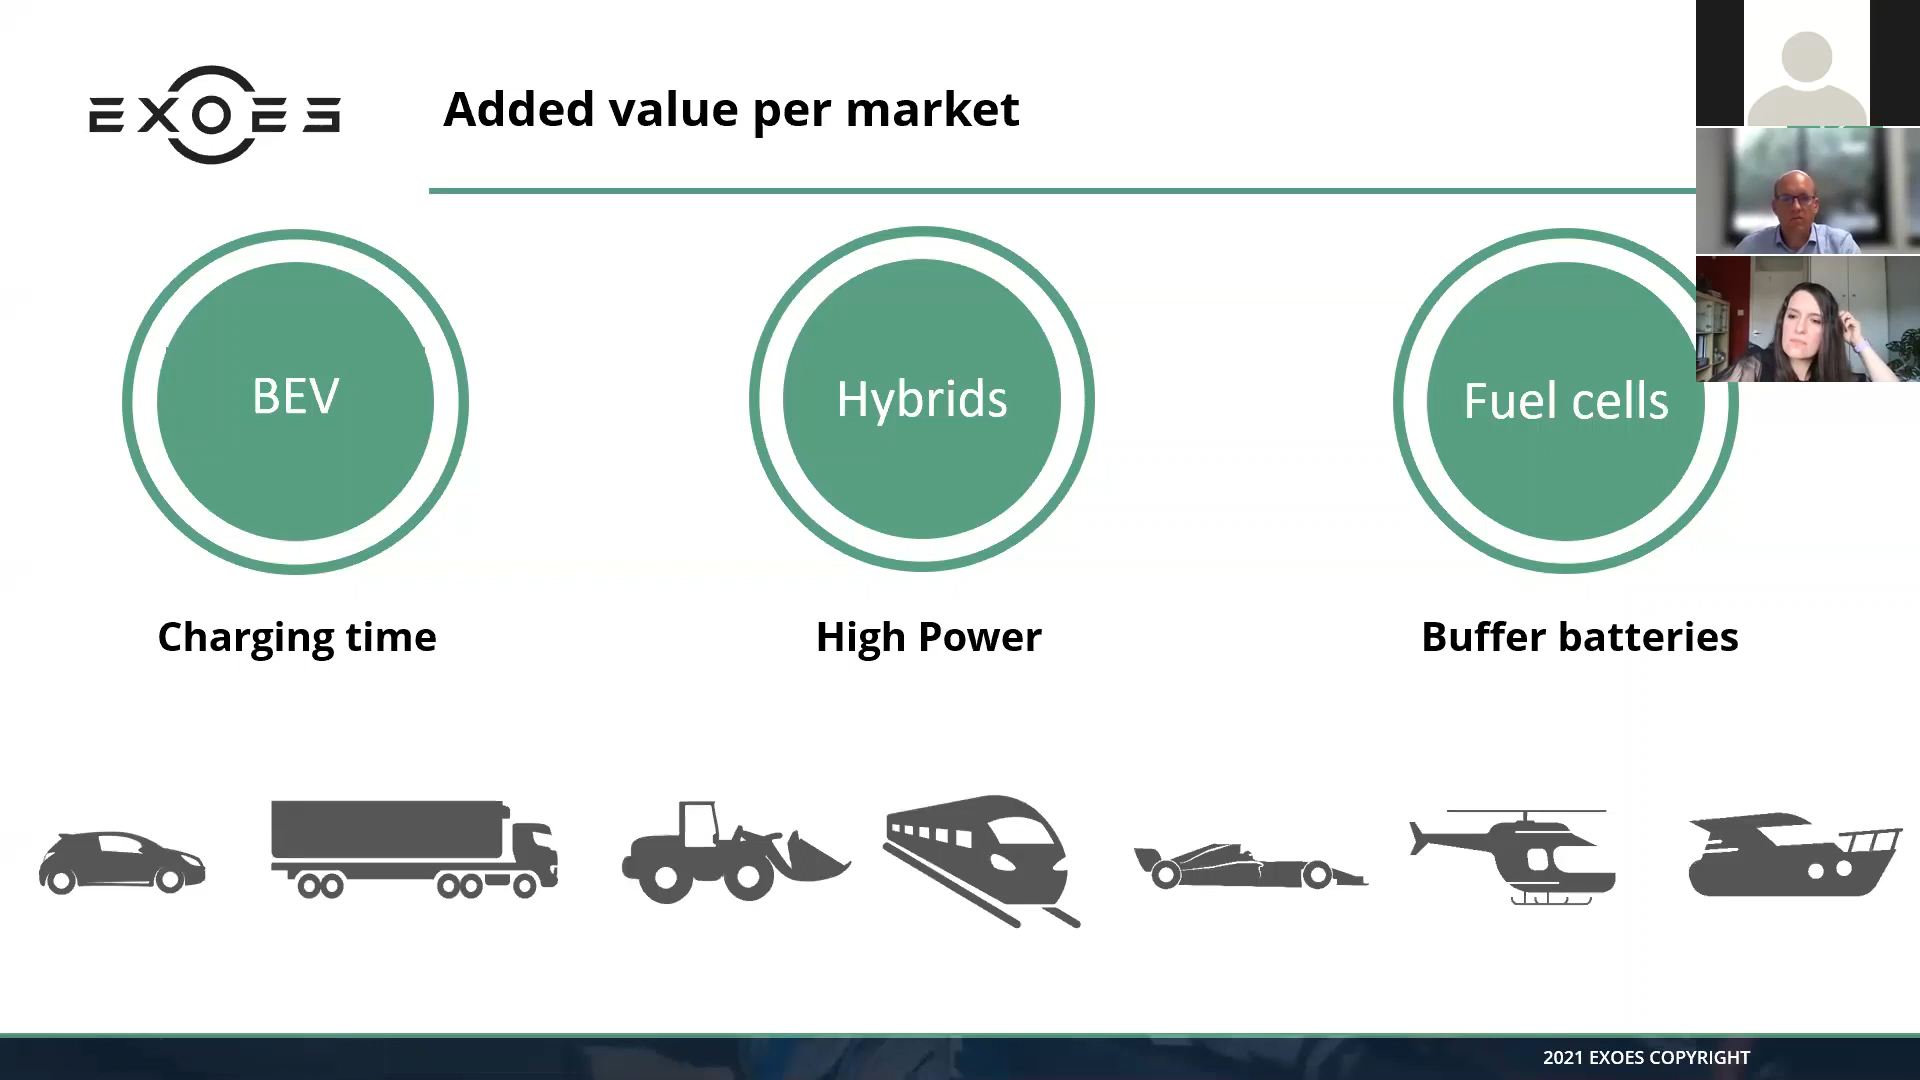 EXOES
Added value per market
BEV
Hybrids
Fuel cells
Charging time
High Power
Buffer batteries
2021 EXOES COPYRIGHT